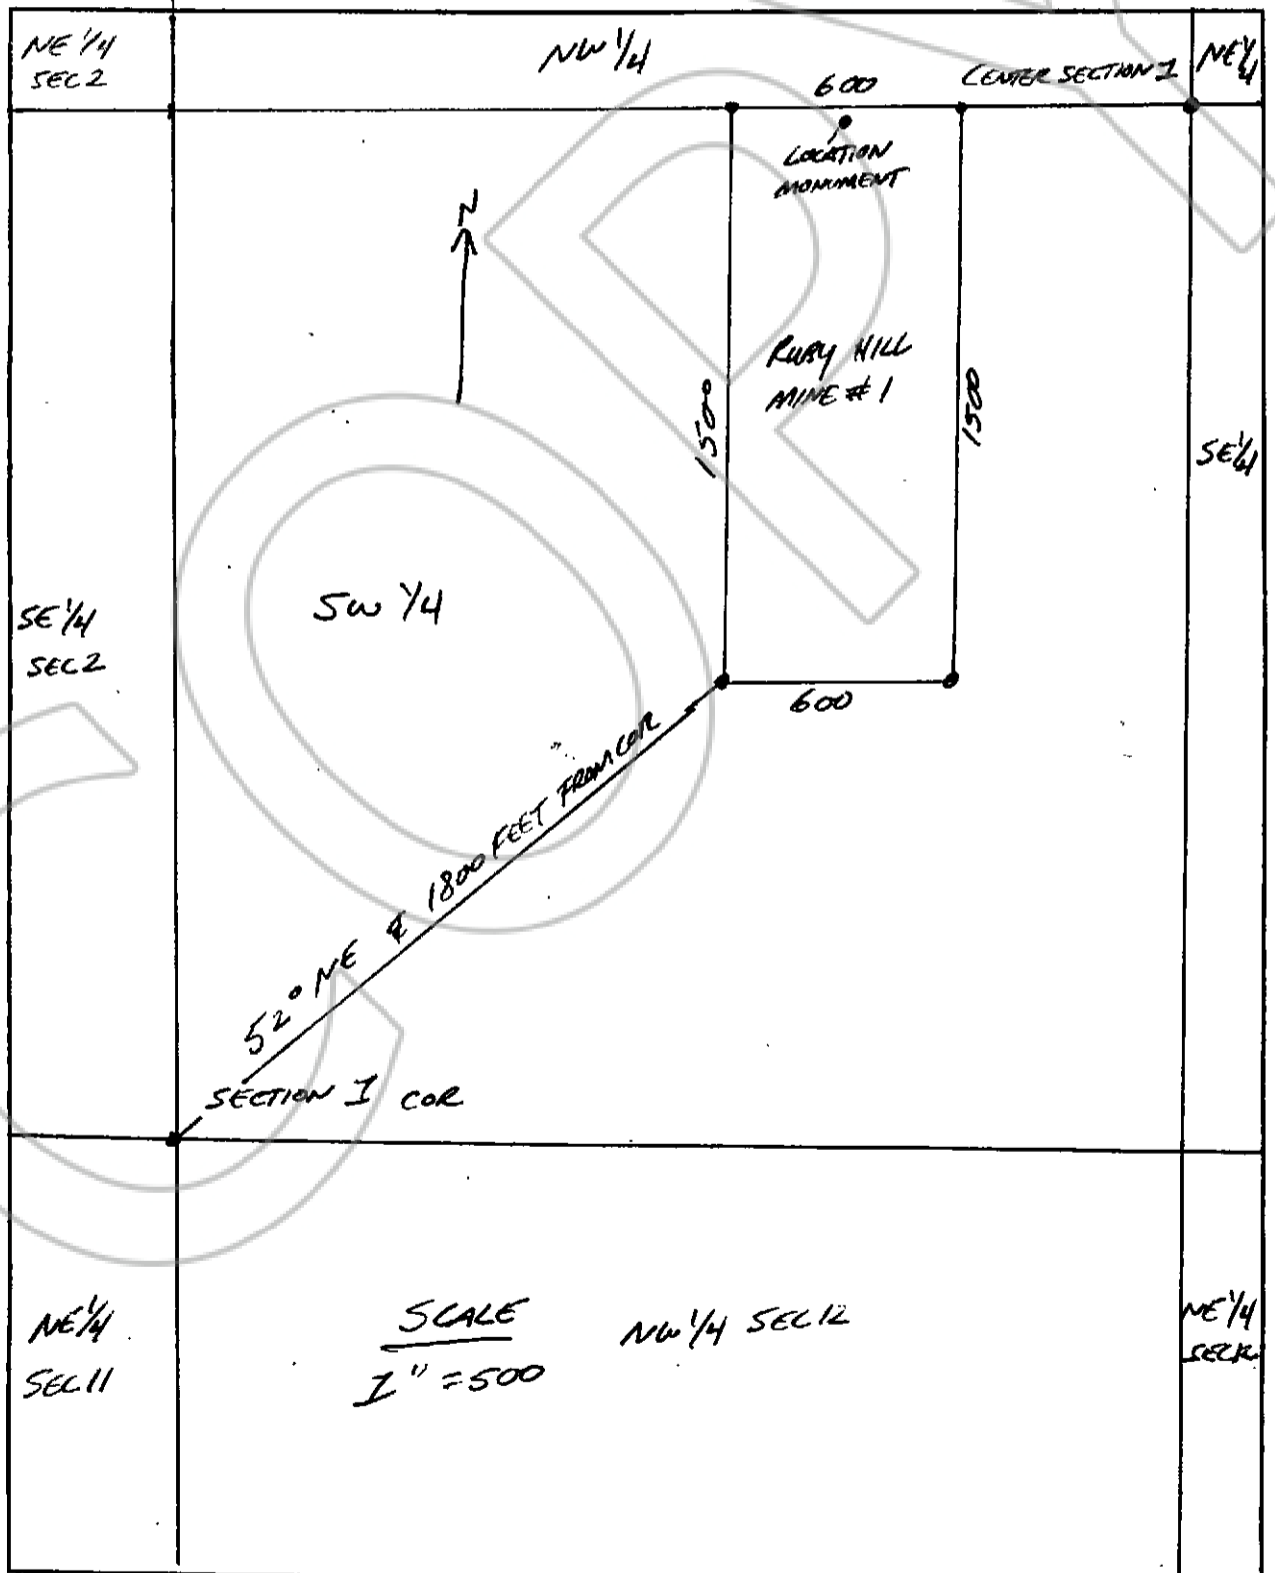 NE 1/4
SEC 2
NW 1/4
600
CENTER SECTION 1
NE 1/4
LOCATION
MONUMENT
N
RUBY HILL
MINE # 1
1500
1500
SE 1/4
SW 1/4
SE 1/4
SEC 2
600
52° NE & 1800 FEET FROM COR
SECTION 1 COR
NE 1/4
SEC 11
SCALE
1" = 500
NW 1/4 SEC 12
NE 1/4
SEC 12
COPY